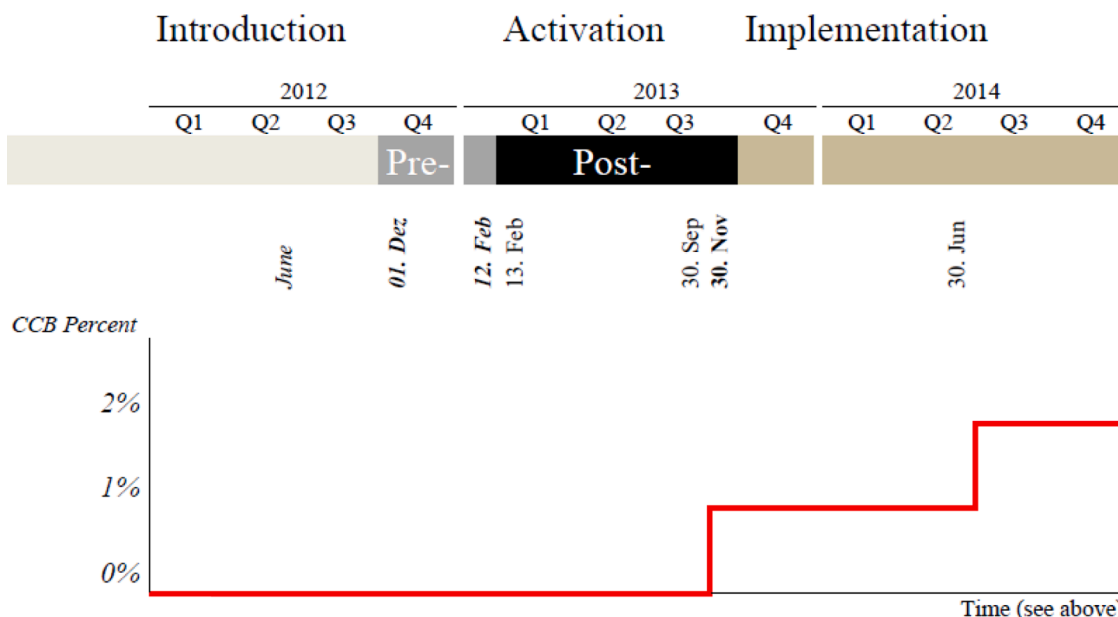 Introduction Activation Implementation
2012 2013 2014
Q1 Q2 Q3 Q4 Q1 Q2 Q3 Q4 Q1 Q2 Q3 Q4
Pre- Post-
June 01. Dez 12. Feb 13. Feb 30. Sep 30. Nov 30. Jun
CCB Percent
2%
1%
0%
Time (see above)